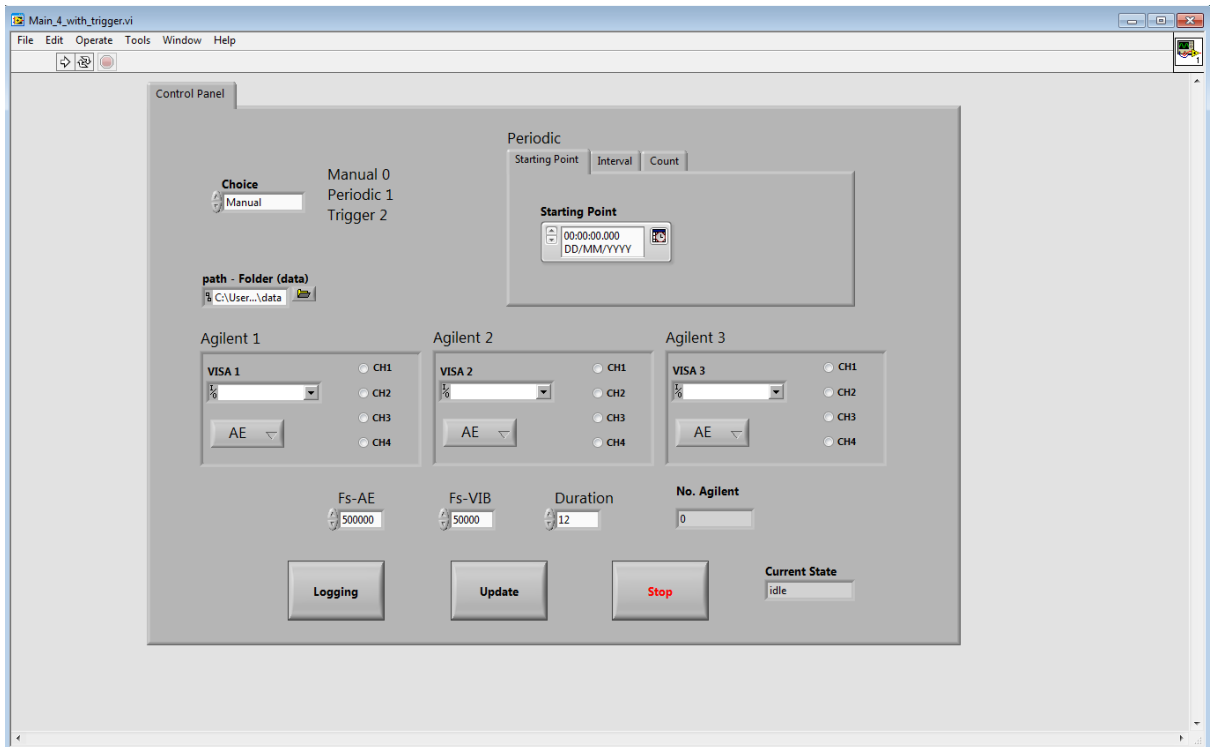 Main_4_with_trigger.vi
File Edit Operate Tools Window Help
1
Control Panel
Periodic
Starting Point Interval Count
Choice
Manual
Manual 0
Periodic 1
Trigger 2
Starting Point
00:00:00.000
DD/MM/YYYY
path - Folder (data)
C:\User...\data
Agilent 1 Agilent 2 Agilent 3
VISA 1 CH1 VISA 2 CH1 VISA 3 CH1
CH2 CH2 CH2
CH3 CH3 CH3
AE AE AE
CH4 CH4 CH4
Fs-AE Fs-VIB Duration No. Agilent
500000 50000 12 0
Logging Update Stop
Current State
idle